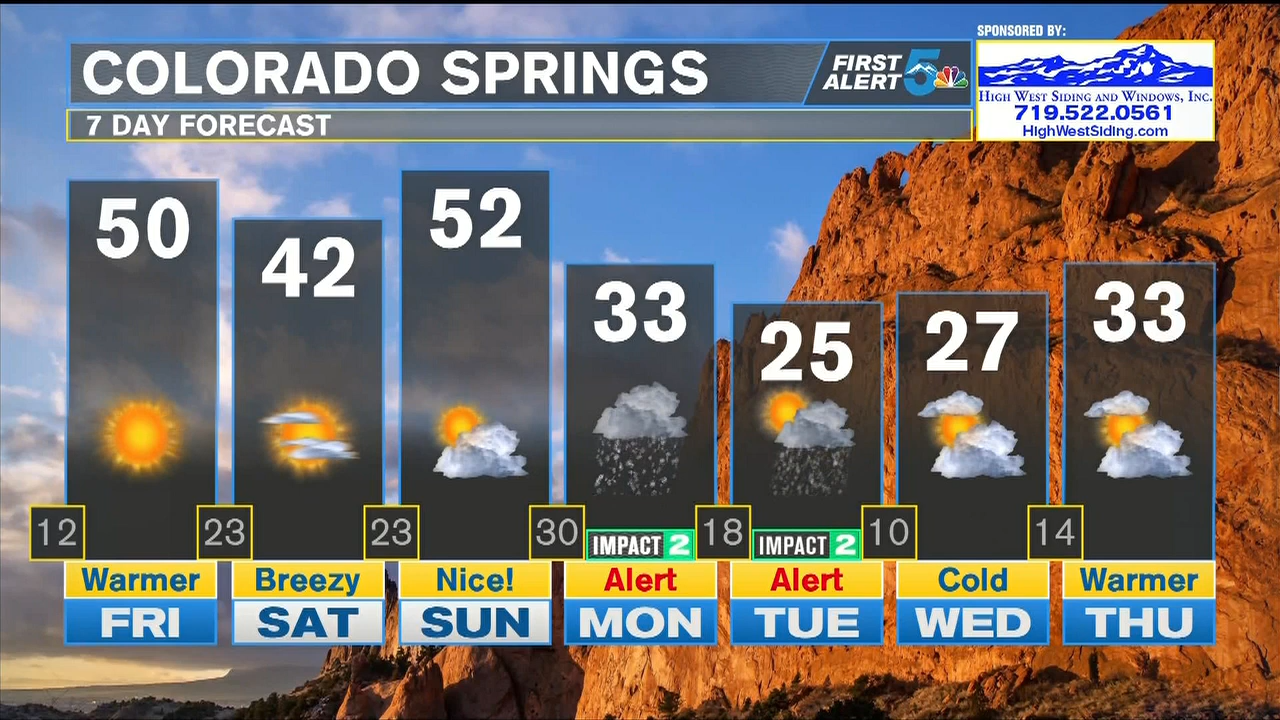 SPONSORED BY:
COLORADO SPRINGS
FIRST ALERT 5
HIGH WEST SIDING AND WINDOWS, INC.
719.522.0561
HighWestSiding.com
7 DAY FORECAST
50 42 52 33 25 27 33
12 23 23 30 18 10 14
IMPACT 2 IMPACT 2
Warmer Breezy Nice! Alert Alert Cold Warmer
FRI SAT SUN MON TUE WED THU